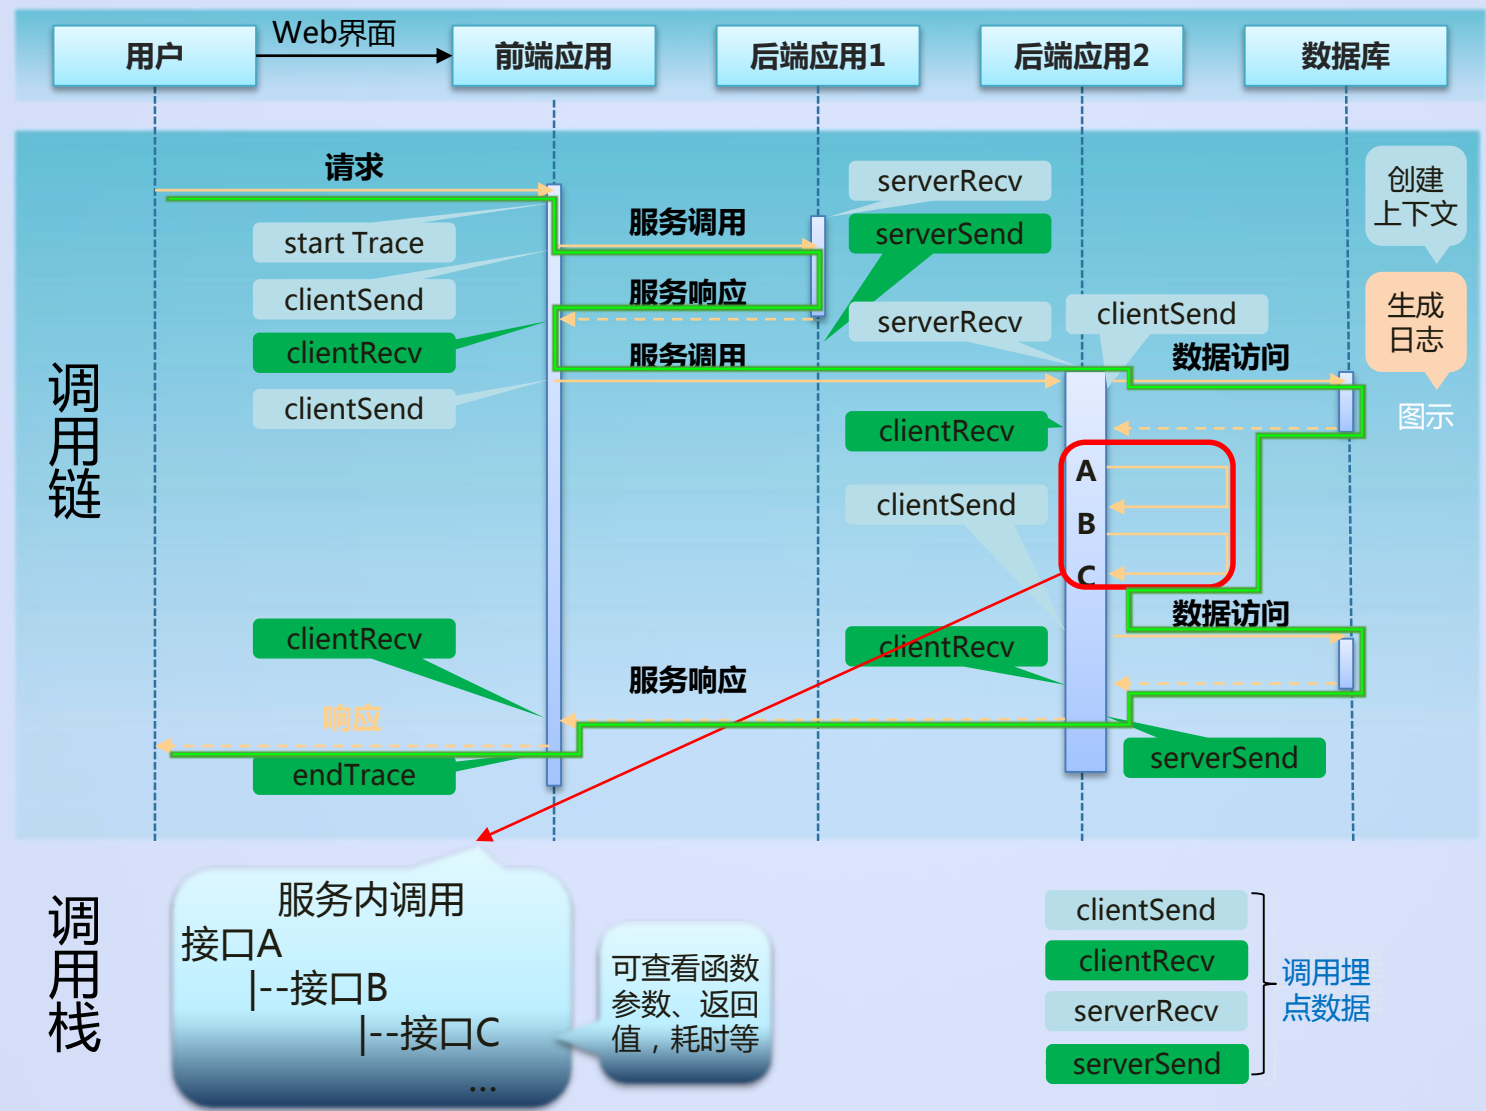 用户
Web界面
前端应用
后端应用1
后端应用2
数据库
调用链
请求
start Trace
clientSend
clientRecv
clientSend
服务调用
服务响应
服务调用
serverRecv
serverSend
serverRecv
clientSend
数据访问
创建
上下文
生成
日志
图示
clientRecv
A
B
C
clientSend
数据访问
clientRecv
clientRecv
服务响应
响应
endTrace
serverSend
调用栈
服务内调用
接口A
|--接口B
|--接口C
...
可查看函数
参数、返回
值，耗时等
clientSend
clientRecv
serverRecv
serverSend
调用埋
点数据